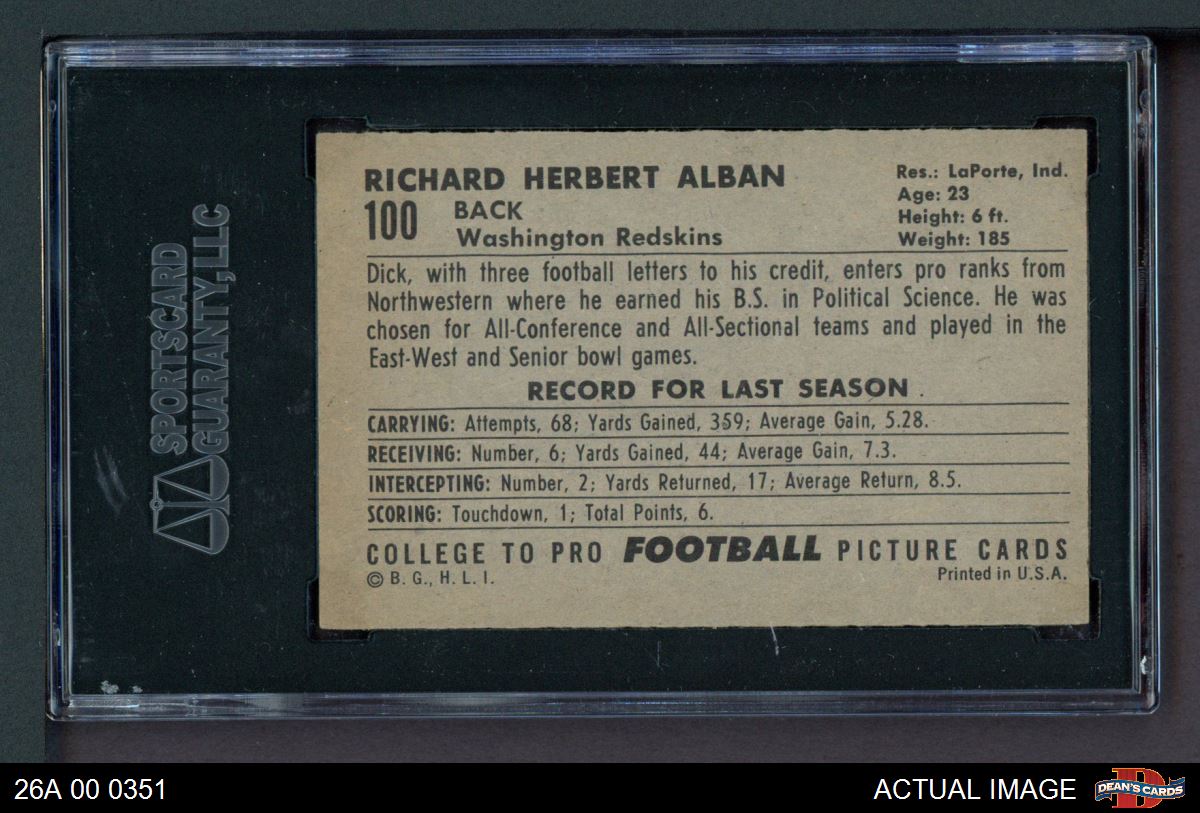 SPORTSCARD
GUARANTY, LLC
RICHARD HERBERT ALBAN
100 BACK
Washington Redskins
Res.: LaPorte, Ind.
Age: 23
Height: 6 ft.
Weight: 185
Dick, with three football letters to his credit, enters pro ranks from
Northwestern where he earned his B.S. in Political Science. He was
chosen for All-Conference and All-Sectional teams and played in the
East-West and Senior bowl games.
RECORD FOR LAST SEASON
CARRYING: Attempts, 68; Yards Gained, 359; Average Gain, 5.28.
RECEIVING: Number, 6; Yards Gained, 44; Average Gain, 7.3.
INTERCEPTING: Number, 2; Yards Returned, 17; Average Return, 8.5.
SCORING: Touchdown, 1; Total Points, 6.
COLLEGE TO PRO FOOTBALL PICTURE CARDS
© B. G., H. L. I. Printed in U.S.A.
26A 00 0351 ACTUAL IMAGE D DEAN'S CARDS